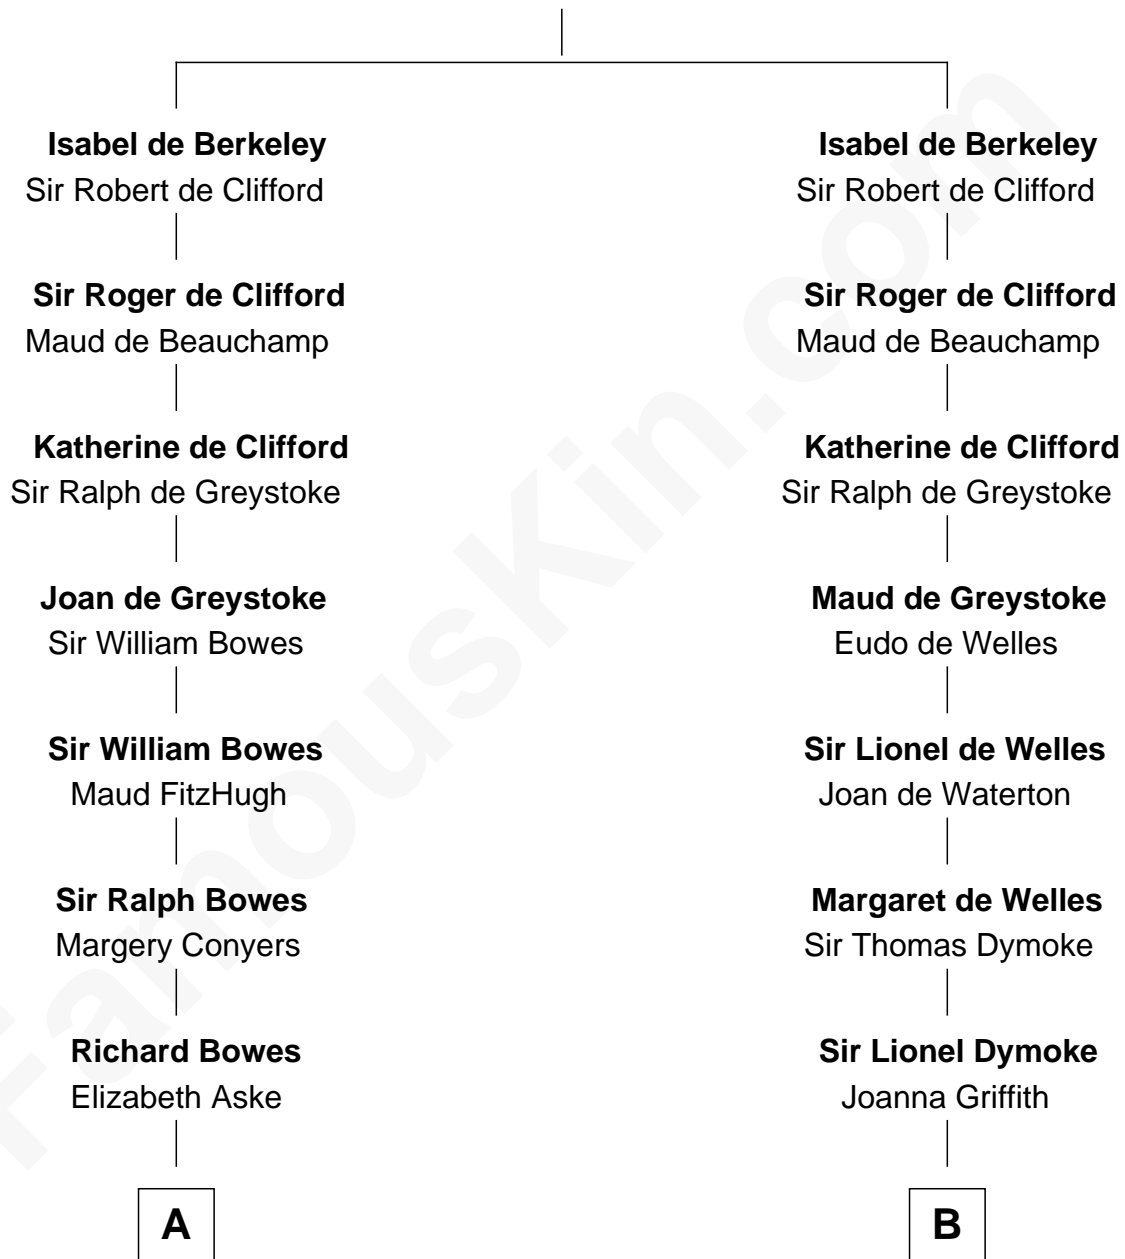 Isabel de Berkeley
Sir Robert de Clifford
Sir Roger de Clifford
Maud de Beauchamp
Katherine de Clifford
Sir Ralph de Greystoke
Joan de Greystoke
Sir William Bowes
Sir William Bowes
Maud FitzHugh
Sir Ralph Bowes
Margery Conyers
Richard Bowes
Elizabeth Aske
A
Isabel de Berkeley
Sir Robert de Clifford
Sir Roger de Clifford
Maud de Beauchamp
Katherine de Clifford
Sir Ralph de Greystoke
Maud de Greystoke
Eudo de Welles
Sir Lionel de Welles
Joan de Waterton
Margaret de Welles
Sir Thomas Dymoke
Sir Lionel Dymoke
Joanna Griffith
B
FamousKin.com